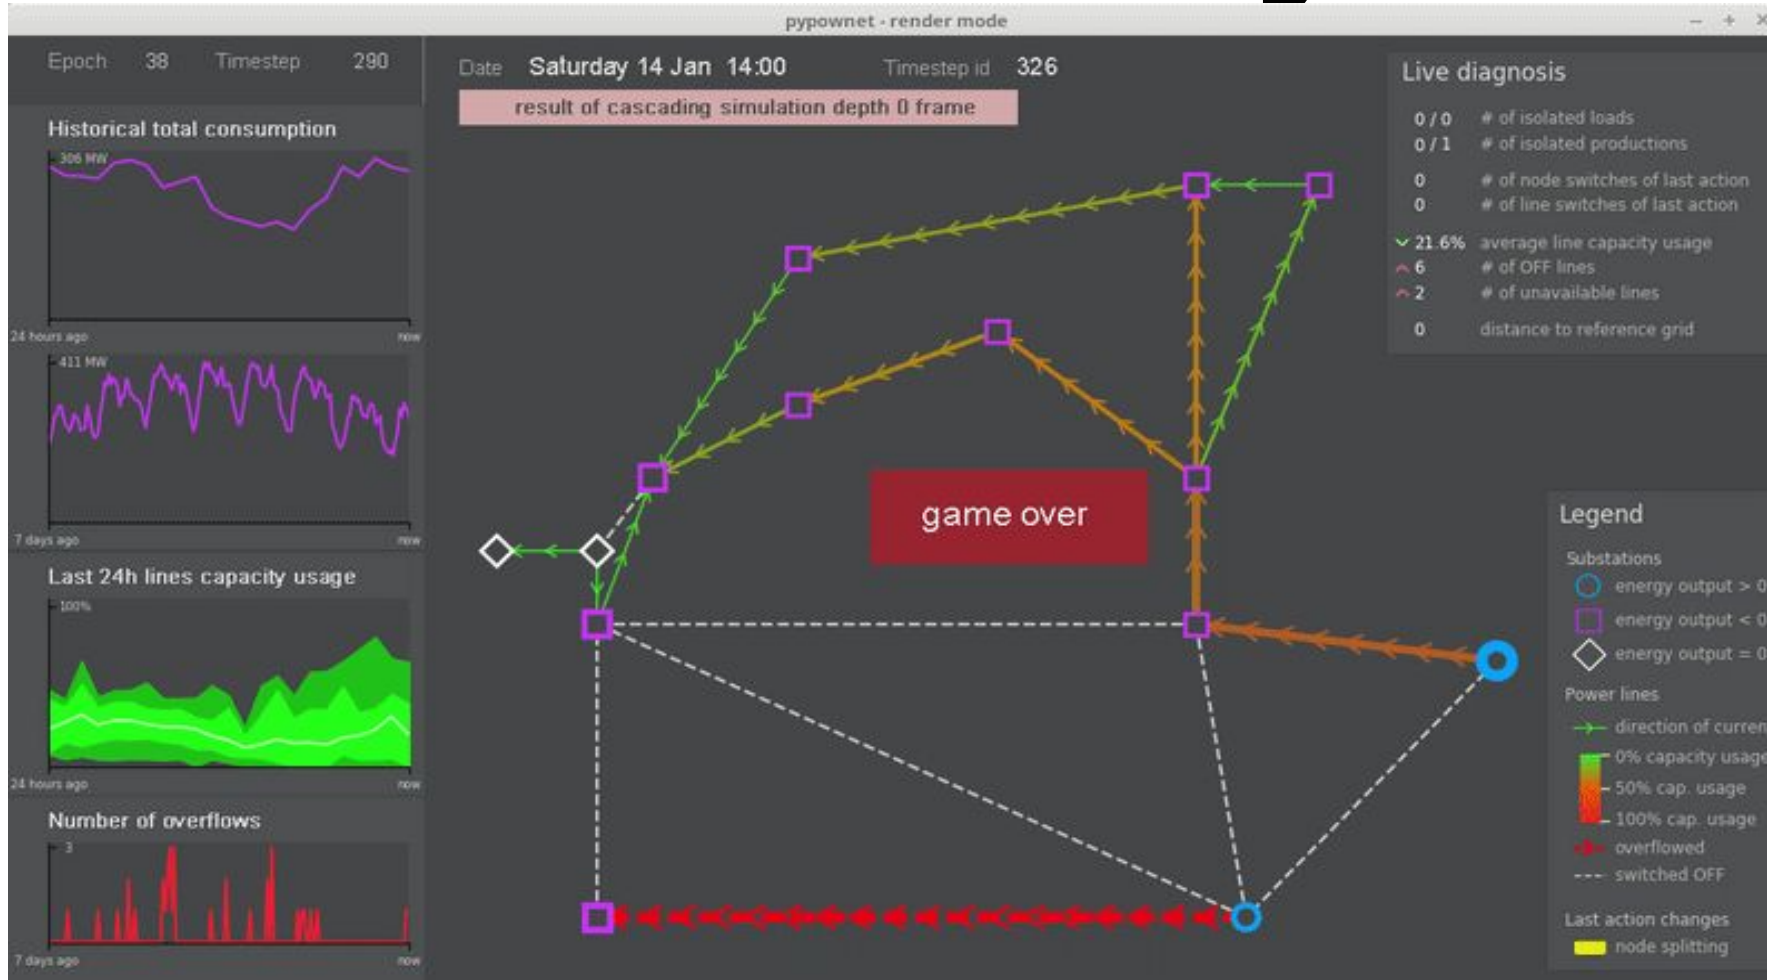 pypownet - render mode
Epoch 38 Timestep 290
Date Saturday 14 Jan 14:00 Timestep id 326
result of cascading simulation depth 0 frame
Historical total consumption
306 MW
24 hours ago now
411 MW
7 days ago now
Last 24h lines capacity usage
100%
24 hours ago now
Number of overflows
3
7 days ago now
game over
Live diagnosis
0 / 0 # of isolated loads
0 / 1 # of isolated productions
0 # of node switches of last action
0 # of line switches of last action
21.6% average line capacity usage
6 # of OFF lines
2 # of unavailable lines
0 distance to reference grid
Legend
Substations
energy output > 0
energy output < 0
energy output = 0
Power lines
direction of curren
0% capacity usage
50% cap. usage
100% cap. usage
overflowed
switched OFF
Last action changes
node splitting